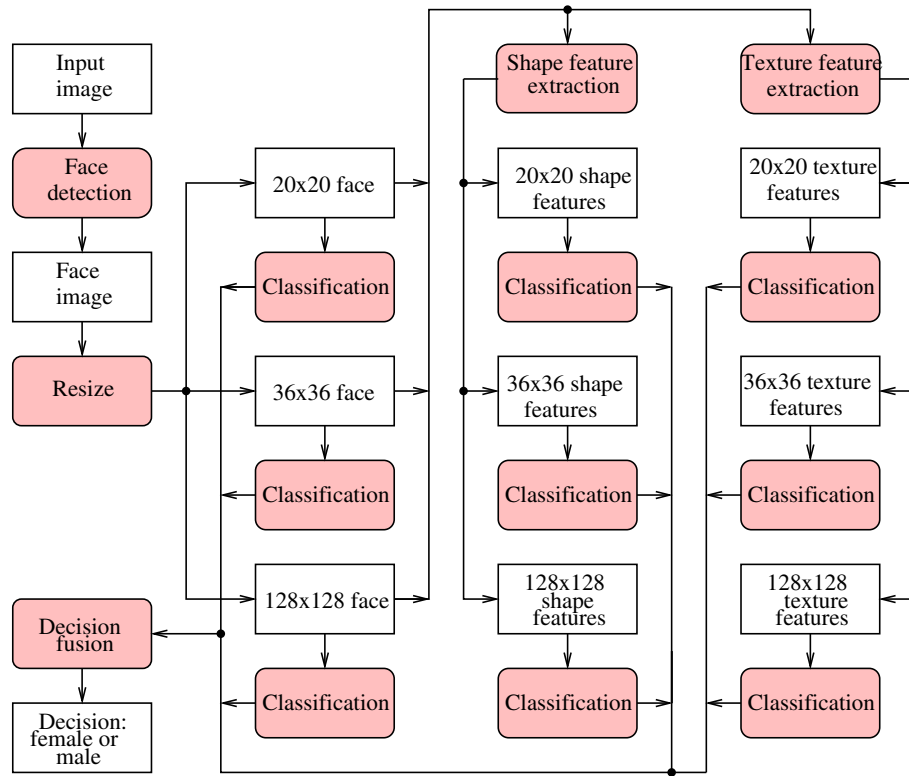 Input
image
Face
detection
Face
image
Resize
Decision
fusion
Decision:
female or
male
20x20 face
Classification
36x36 face
Classification
128x128 face
Classification
Shape feature
extraction
20x20 shape
features
Classification
36x36 shape
features
Classification
128x128
shape
features
Classification
Texture feature
extraction
20x20 texture
features
Classification
36x36 texture
features
Classification
128x128
texture
features
Classification